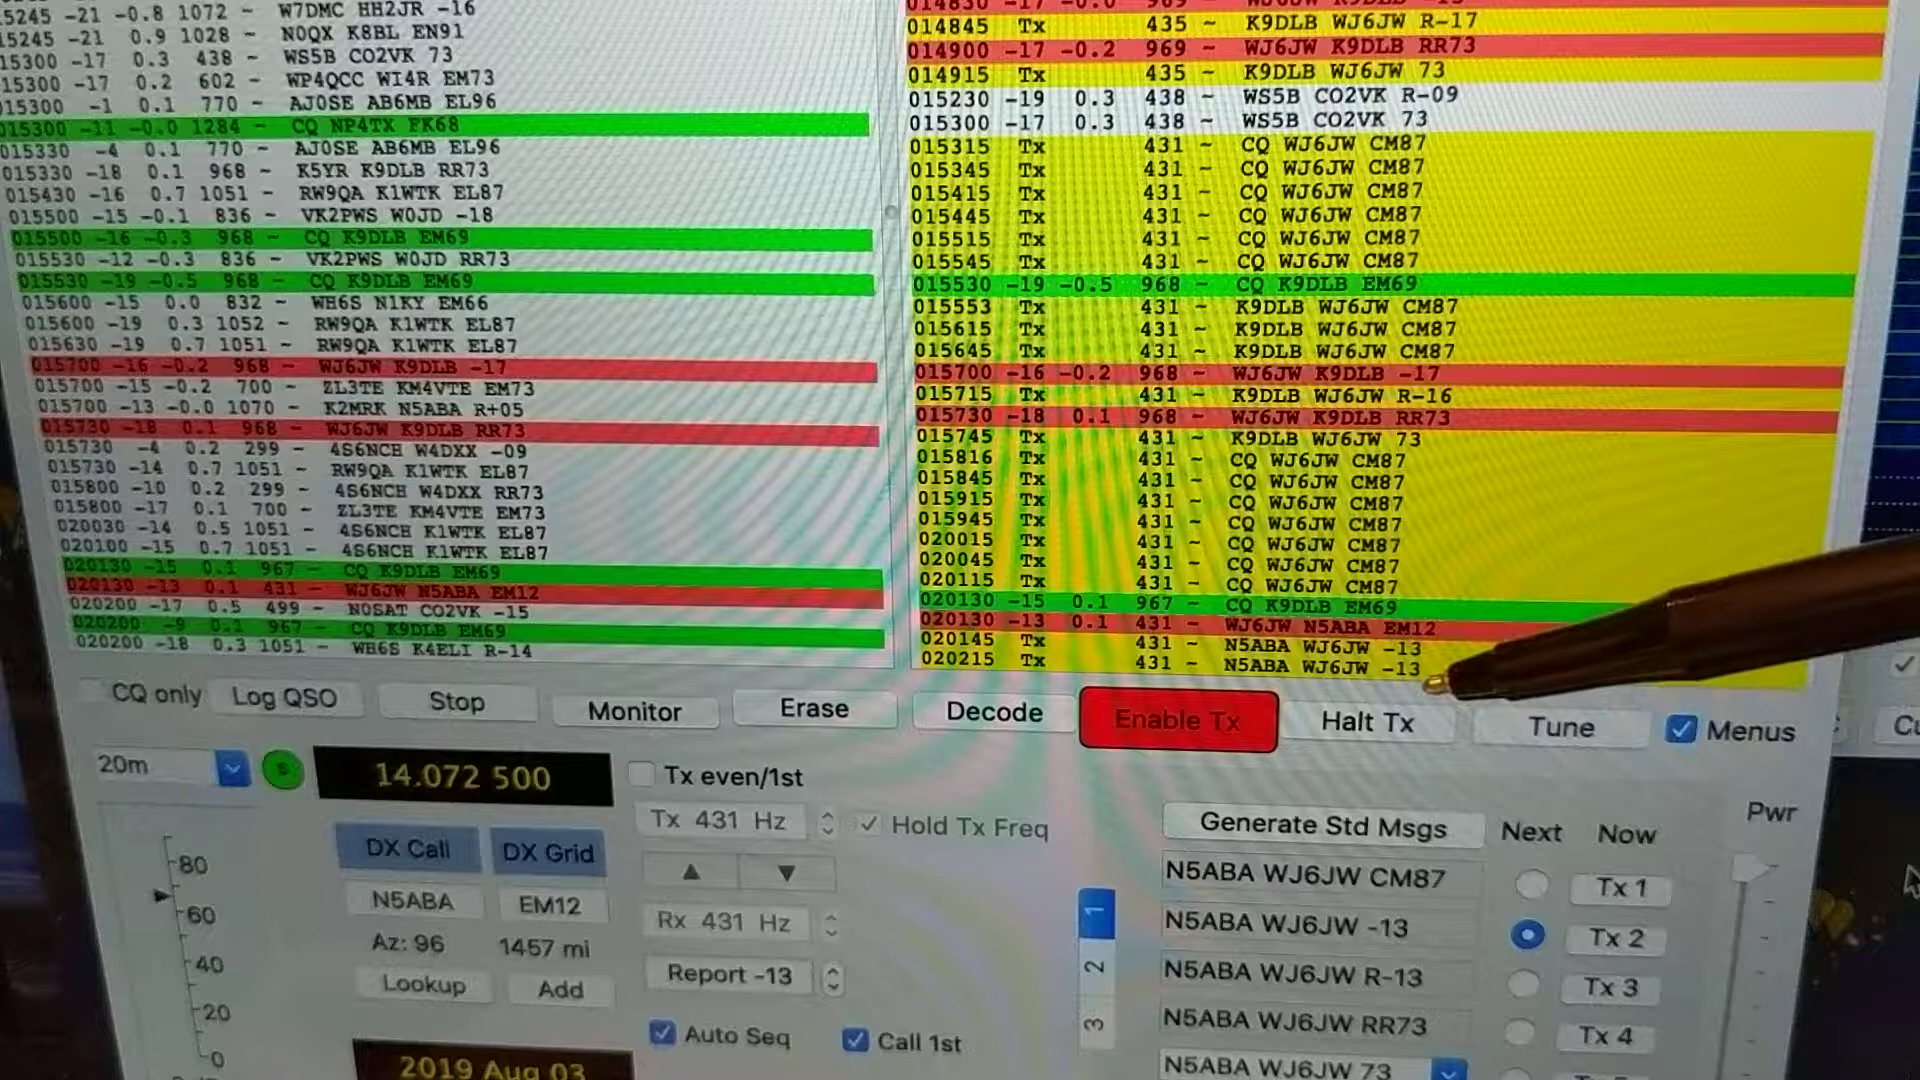 15245 -21 -0.8 1072 ~ W7DMC HH2JR -16
15245 -21 0.9 1028 ~ N0QX K8BL EN91
15300 -17 0.3 438 ~ WS5B CO2VK 73
015300 -17 0.2 602 ~ WP4QCC WI4R EM73
015300 -1 0.1 770 ~ AJ0SE AB6MB EL96
015300 -11 -0.0 1284 ~ CQ NP4TX FK68
015330 -4 0.1 770 ~ AJ0SE AB6MB EL96
015330 -18 0.1 968 ~ K5YR K9DLB RR73
015430 -16 0.7 1051 ~ RW9QA K1WTK EL87
015500 -15 -0.1 836 ~ VK2PWS W0JD -18
015500 -16 -0.3 968 ~ CQ K9DLB EM69
015530 -12 -0.3 836 ~ VK2PWS W0JD RR73
015530 -19 -0.5 968 ~ CQ K9DLB EM69
015600 -15 0.0 832 ~ WH6S N1KY EM66
015600 -19 0.3 1052 ~ RW9QA K1WTK EL87
015630 -19 0.7 1051 ~ RW9QA K1WTK EL87
015700 -16 -0.2 968 ~ WJ6JW K9DLB -17
015700 -15 -0.2 700 ~ ZL3TE KM4VTE EM73
015700 -13 -0.0 1070 ~ K2MRK N5ABA R+05
015730 -18 0.1 968 ~ WJ6JW K9DLB RR73
015730 -4 0.2 299 ~ 4S6NCH W4DXX -09
015730 -14 0.7 1051 ~ RW9QA K1WTK EL87
015800 -10 0.2 299 ~ 4S6NCH W4DXX RR73
015800 -17 0.1 700 ~ ZL3TE KM4VTE EM73
020030 -14 0.5 1051 ~ 4S6NCH K1WTK EL87
020100 -15 0.7 1051 ~ 4S6NCH K1WTK EL87
020130 -15 0.1 967 ~ CQ K9DLB EM69
020130 -13 0.1 431 ~ WJ6JW N5ABA EM12
020200 -17 0.5 499 ~ N0SAT CO2VK -15
020200 -9 0.1 967 ~ CQ K9DLB EM69
020200 -18 0.3 1051 ~ WH6S K4ELI R-14
014845 Tx 435 ~ K9DLB WJ6JW R-17
014900 -17 -0.2 969 ~ WJ6JW K9DLB RR73
014915 Tx 435 ~ K9DLB WJ6JW 73
015230 -19 0.3 438 ~ WS5B CO2VK R-09
015300 -17 0.3 438 ~ WS5B CO2VK 73
015315 Tx 431 ~ CQ WJ6JW CM87
015345 Tx 431 ~ CQ WJ6JW CM87
015415 Tx 431 ~ CQ WJ6JW CM87
015445 Tx 431 ~ CQ WJ6JW CM87
015515 Tx 431 ~ CQ WJ6JW CM87
015545 Tx 431 ~ CQ WJ6JW CM87
015530 -19 -0.5 968 ~ CQ K9DLB EM69
015553 Tx 431 ~ K9DLB WJ6JW CM87
015615 Tx 431 ~ K9DLB WJ6JW CM87
015645 Tx 431 ~ K9DLB WJ6JW CM87
015700 -16 -0.2 968 ~ WJ6JW K9DLB -17
015715 Tx 431 ~ K9DLB WJ6JW R-16
015730 -18 0.1 968 ~ WJ6JW K9DLB RR73
015745 Tx 431 ~ K9DLB WJ6JW 73
015816 Tx 431 ~ CQ WJ6JW CM87
015845 Tx 431 ~ CQ WJ6JW CM87
015915 Tx 431 ~ CQ WJ6JW CM87
015945 Tx 431 ~ CQ WJ6JW CM87
020015 Tx 431 ~ CQ WJ6JW CM87
020045 Tx 431 ~ CQ WJ6JW CM87
020115 Tx 431 ~ CQ WJ6JW CM87
020130 -15 0.1 967 ~ CQ K9DLB EM69
020130 -13 0.1 431 ~ WJ6JW N5ABA EM12
020145 Tx 431 ~ N5ABA WJ6JW -13
020215 Tx 431 ~ N5ABA WJ6JW -13
CQ only Log QSO Stop Monitor Erase Decode Enable Tx Halt Tx Tune Menus
20m S 14.072 500 Tx even/1st
Tx 431 Hz Hold Tx Freq
Generate Std Msgs Next Now Pwr
DX Call DX Grid
N5ABA WJ6JW CM87 Tx 1
N5ABA EM12
Rx 431 Hz
1 N5ABA WJ6JW -13 Tx 2
Az: 96 1457 mi
Report -13
2 N5ABA WJ6JW R-13 Tx 3
Lookup Add
3 N5ABA WJ6JW RR73 Tx 4
Auto Seq Call 1st
N5ABA WJ6JW 73
2019 Aug 03
80
60
40
20
0